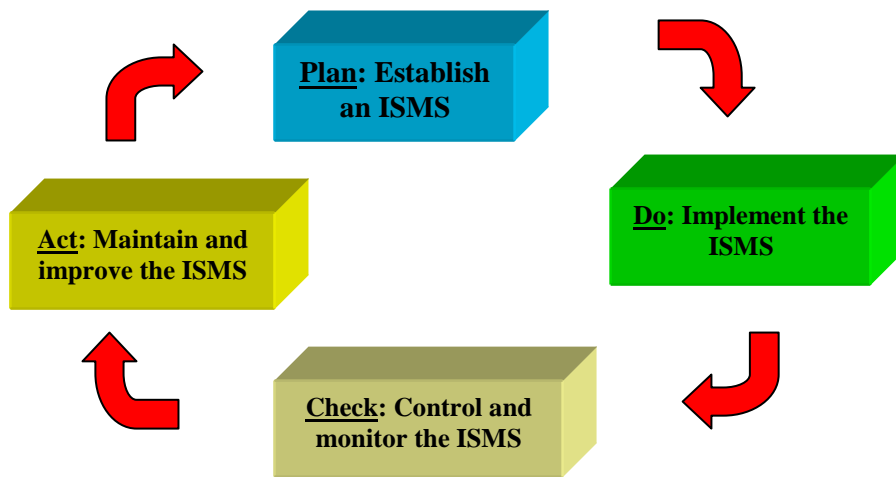 Plan: Establish
an ISMS
Do: Implement the
ISMS
Check: Control and
monitor the ISMS
Act: Maintain and
improve the ISMS